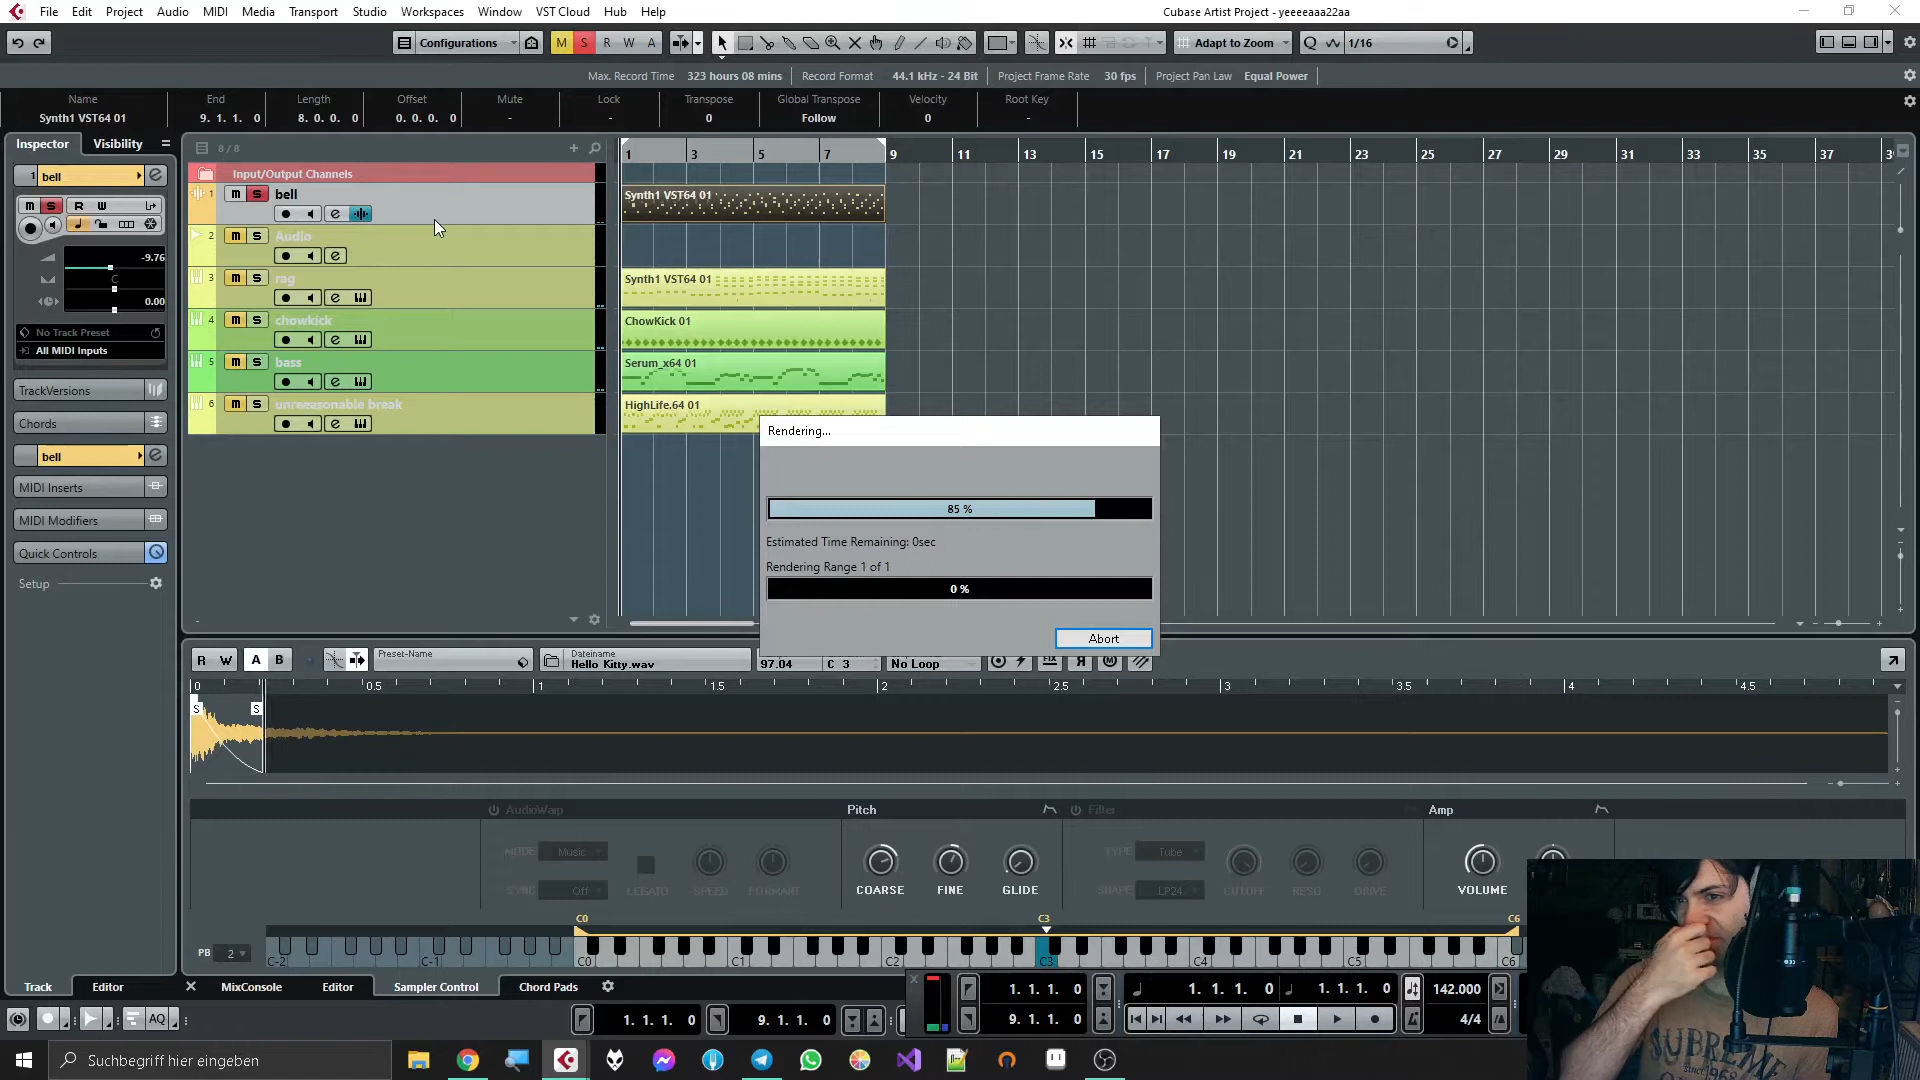 File Edit Project Audio MIDI Media Transport Studio Workspaces Window VST Cloud Hub Help
Cubase Artist Project - yeeeeaaa22aa
Configurations
M S R W A
Adapt to Zoom
Q 1/16
Max. Record Time 323 hours 08 mins Record Format 44.1 kHz - 24 Bit Project Frame Rate 30 fps Project Pan Law Equal Power
Name End Length Offset Mute Lock Transpose Global Transpose Velocity Root Key
Synth1 VST64 01 9. 1. 1. 0 8. 0. 0. 0 0. 0. 0. 0 - - 0 Follow 0 -
Inspector Visibility
8 / 8
1 3 5 7 9 11 13 15 17 19 21 23 25 27 29 31 33 35 37
Input/Output Channels
1 bell
m S R W
-9.76
C
0.00
No Track Preset
All MIDI Inputs
TrackVersions
Chords
bell
MIDI Inserts
MIDI Modifiers
Quick Controls
Setup
1 m S bell
2 m S Audio
3 m S rag
4 m S chowkick
5 m S bass
6 m S unreeasonable break
Synth1 VST64 01
Synth1 VST64 01
ChowKick 01
Serum_x64 01
HighLife.64 01
Rendering...
85 %
Estimated Time Remaining: 0sec
Rendering Range 1 of 1
0 %
Abort
R W A B
Preset-Name
Dateiname
Hello Kitty.wav
97.04 C 3 No Loop
0 0.5 1 1.5 2 2.5 3 3.5 4 4.5
S S
AudioWarp Pitch Filter Amp
MODE Music
SYNC Off
LEGATO SPEED FORMANT
COARSE FINE GLIDE
TYPE Tube
SHAPE LP24
CUTOFF RESO DRIVE
VOLUME
C0 C3 C6
PB 2
C-2 C-1 C0 C1 C2 C3 C4 C5 C6
Track Editor
MixConsole Editor Sampler Control Chord Pads
AQ
1. 1. 1. 0 9. 1. 1. 0
1. 1. 1. 0
9. 1. 1. 0
1. 1. 1. 0 1. 1. 1. 0
142.000
4/4
SUPREME
Suchbegriff hier eingeben